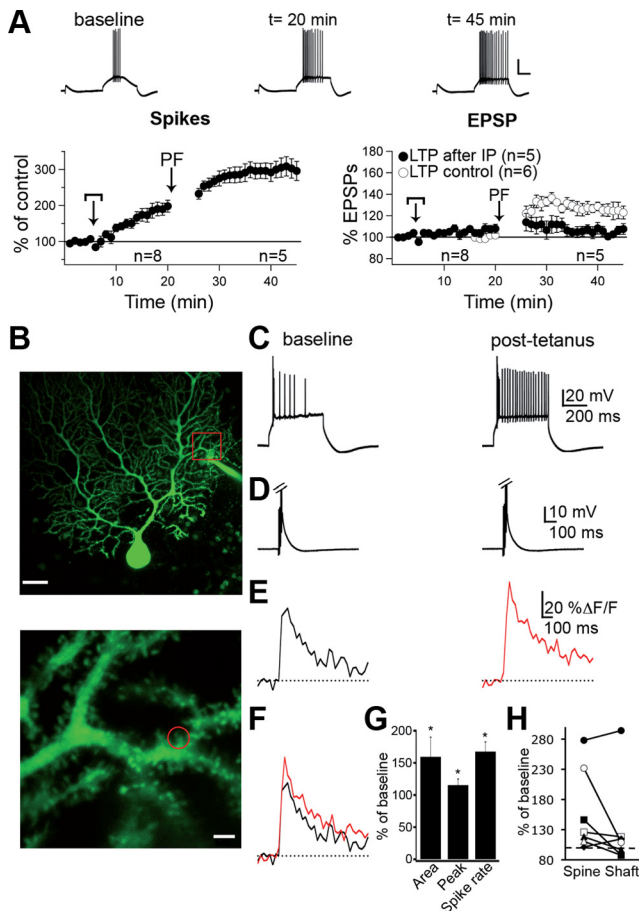 A
baseline
t= 20 min
t= 45 min
Spikes
EPSP
% of control
300
200
100
PF
n=8
n=5
10
20
30
40
Time (min)
% EPSPs
180
160
140
120
100
80
LTP after IP (n=5)
LTP control (n=6)
PF
n=8
n=5
10
20
30
40
Time (min)
B
C
baseline
post-tetanus
20 mV
200 ms
D
10 mV
100 ms
E
20 %ΔF/F
100 ms
F
G
% of baseline
200
150
100
50
0
*
*
*
Area
Peak
Spike rate
H
% of baseline
280
230
180
130
80
Spine Shaft